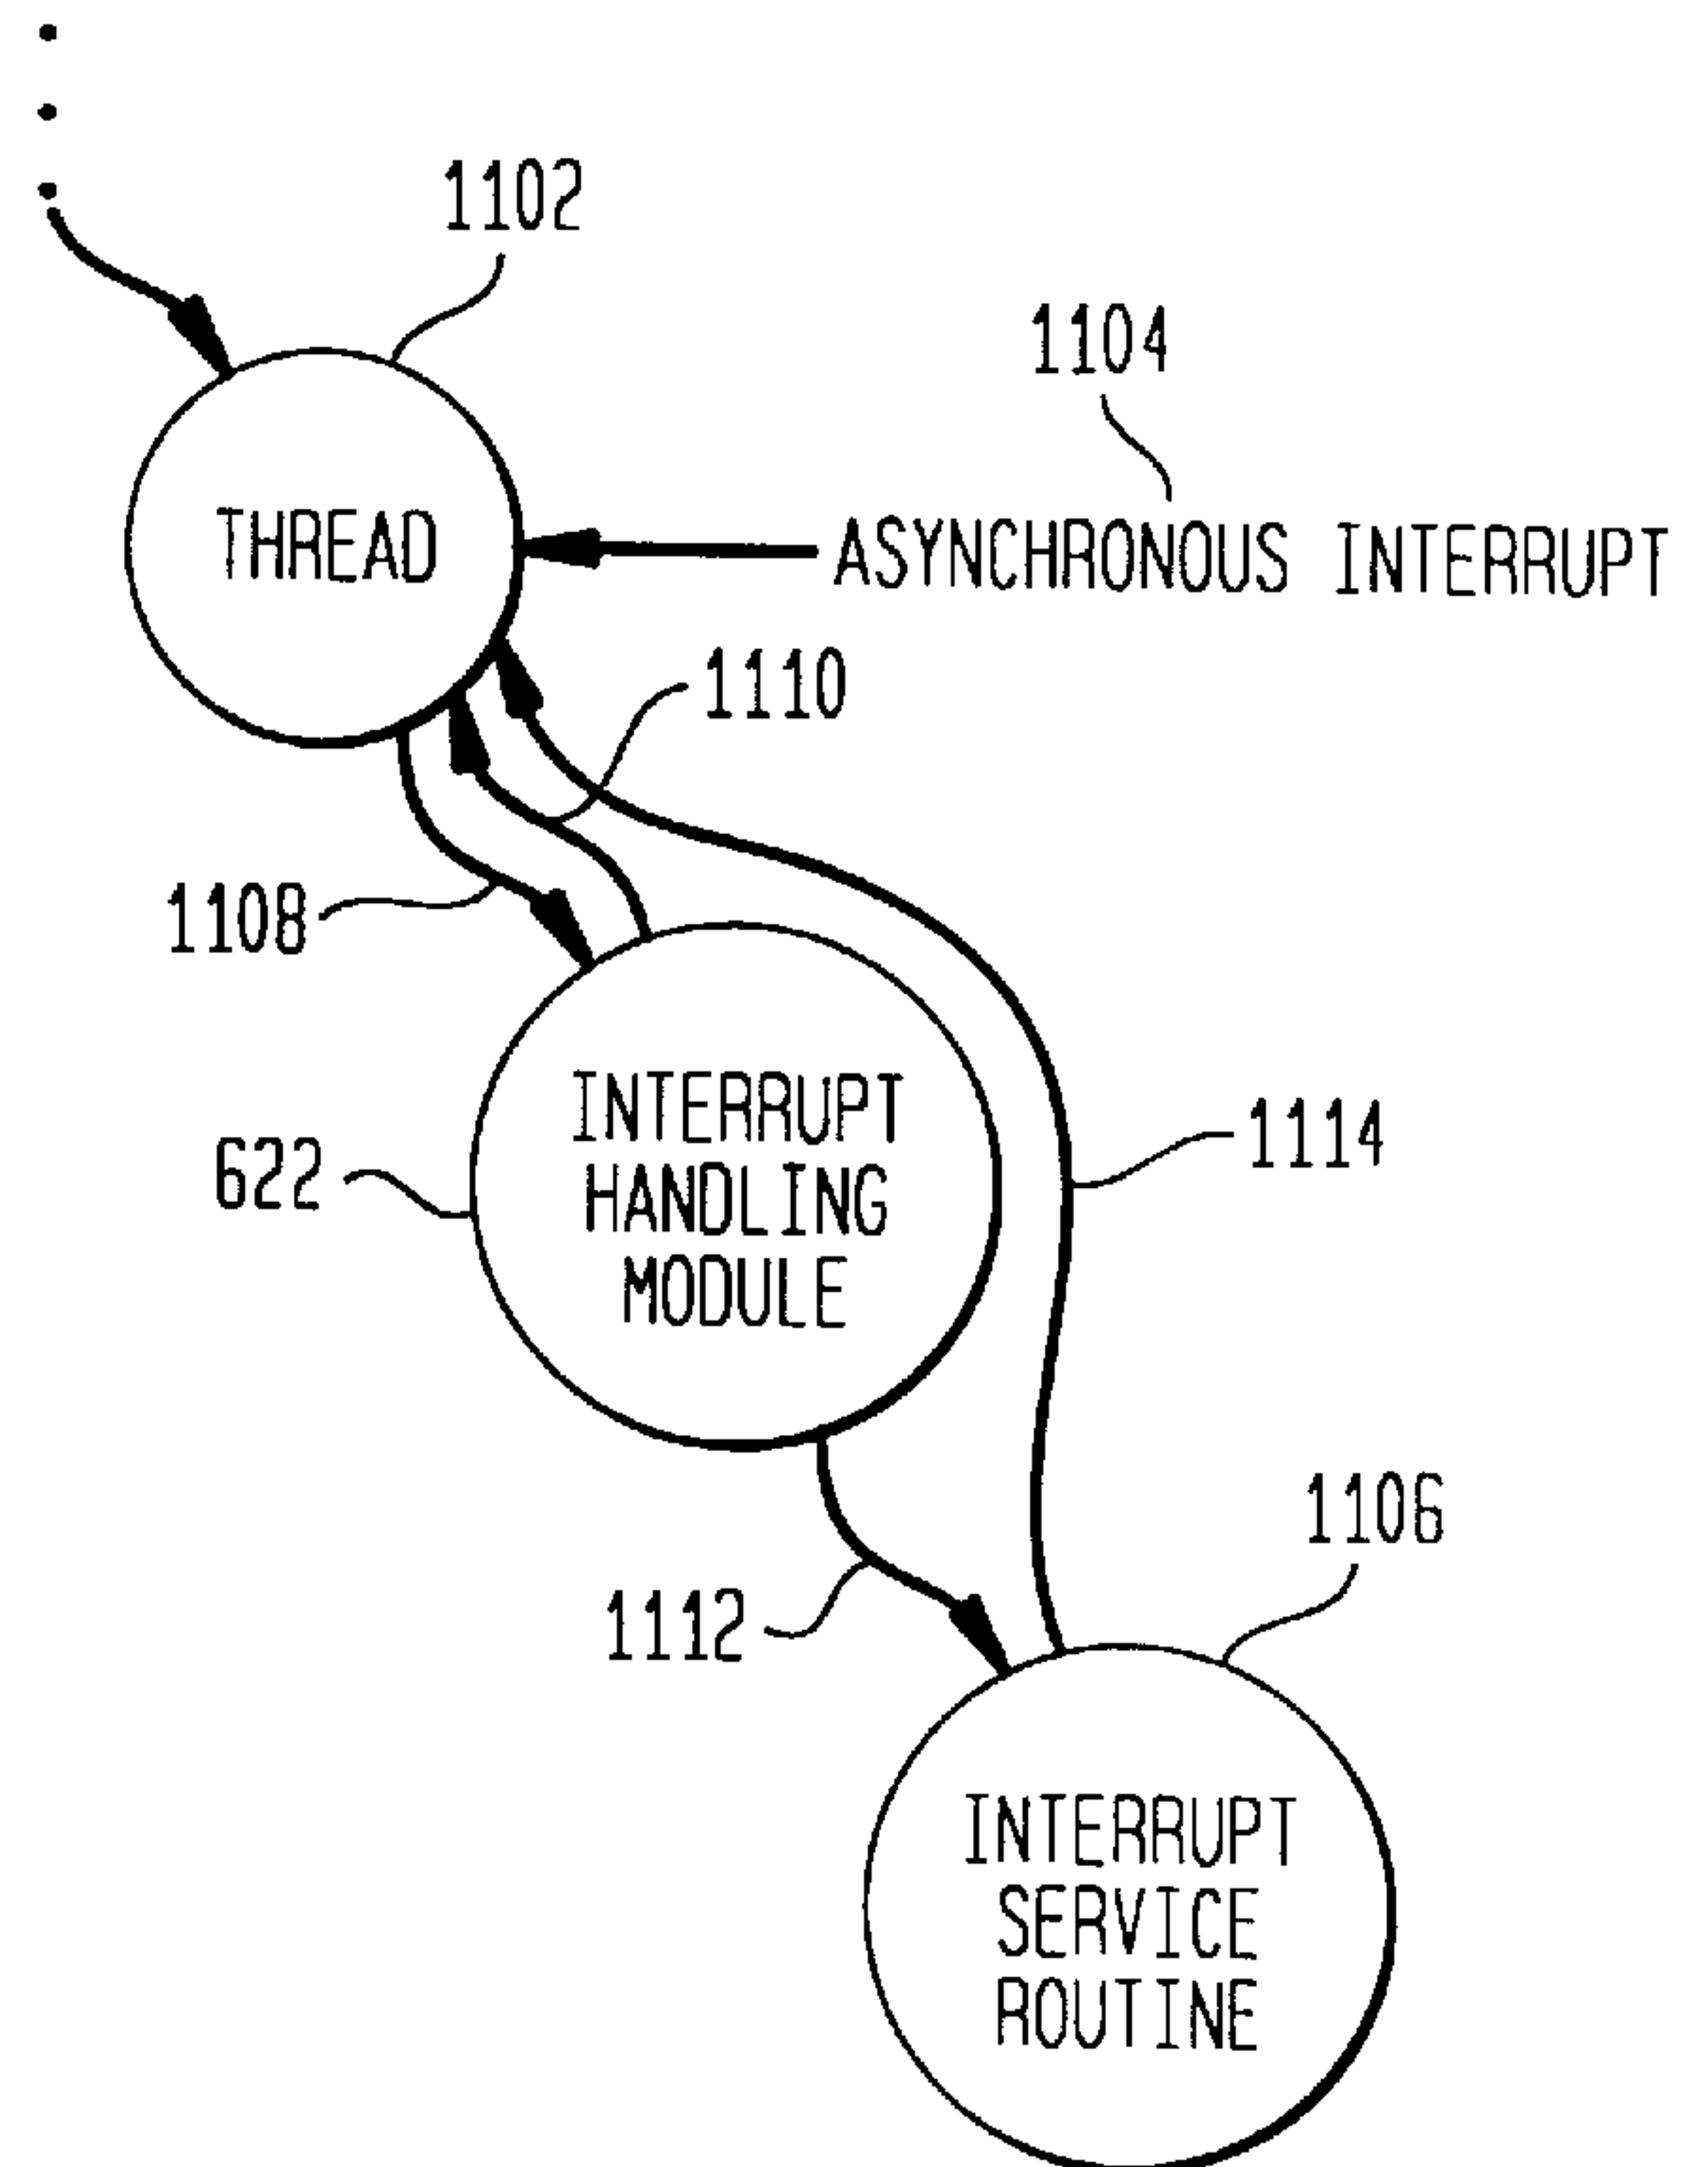 1102
1104
THREAD
ASYNCHRONOUS INTERRUPT
1110
1108
INTERRUPT
HANDLING
MODULE
622
1114
1106
1112
INTERRUPT
SERVICE
ROUTINE